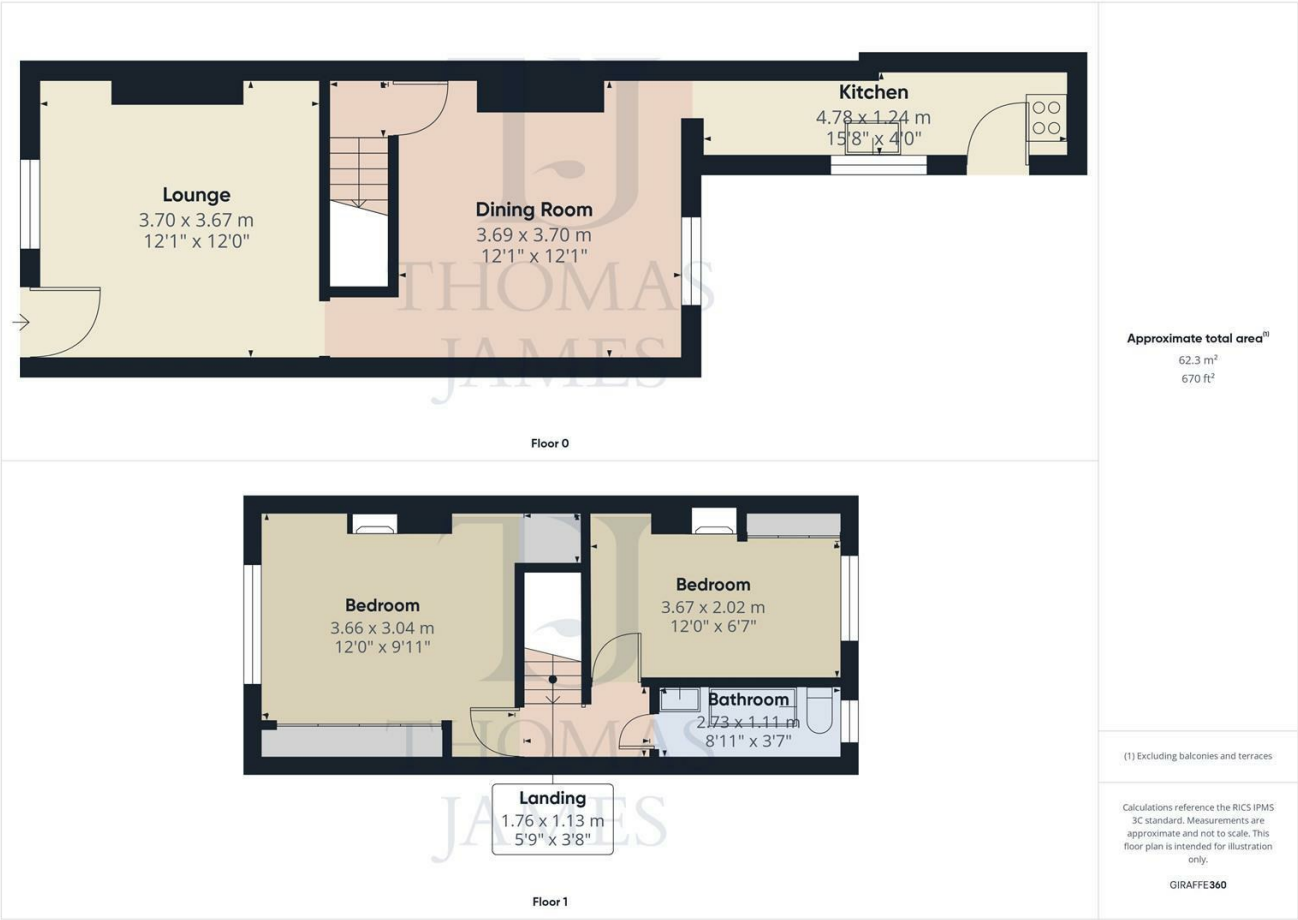 Kitchen
4.78 x 1.24 m
15'8" x 4'0"
Lounge
3.70 x 3.67 m
12'1" x 12'0"
Dining Room
3.69 x 3.70 m
12'1" x 12'1"
TJ
THOMAS
JAMES
Floor 0
Approximate total area(1)
62.3 m²
670 ft²
Bedroom
3.66 x 3.04 m
12'0" x 9'11"
Bedroom
3.67 x 2.02 m
12'0" x 6'7"
Bathroom
2.73 x 1.11 m
8'11" x 3'7"
Landing
1.76 x 1.13 m
5'9" x 3'8"
TJ
THOMAS
JAMES
Floor 1
(1) Excluding balconies and terraces
Calculations reference the RICS IPMS
3C standard. Measurements are
approximate and not to scale. This
floor plan is intended for illustration
only.
GIRAFFE360